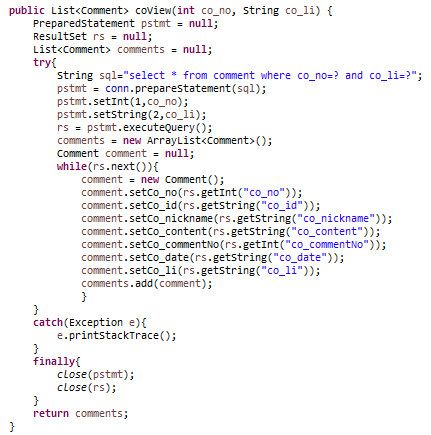 public List<Comment> coView(int co_no, String co_li) {
    PreparedStatement pstmt = null;
    ResultSet rs = null;
    List<Comment> comments = null;
    try{
        String sql="select * from comment where co_no=? and co_li=?";
        pstmt = conn.prepareStatement(sql);
        pstmt.setInt(1,co_no);
        pstmt.setString(2,co_li);
        rs = pstmt.executeQuery();
        comments = new ArrayList<Comment>();
        Comment comment = null;
        while(rs.next()){
            comment = new Comment();
            comment.setCo_no(rs.getInt("co_no"));
            comment.setCo_id(rs.getString("co_id"));
            comment.setCo_nickname(rs.getString("co_nickname"));
            comment.setCo_content(rs.getString("co_content"));
            comment.setCo_commentNo(rs.getInt("co_commentNo"));
            comment.setCo_date(rs.getString("co_date"));
            comment.setCo_li(rs.getString("co_li"));
            comments.add(comment);
            }
    }
    catch(Exception e){
        e.printStackTrace();
    }
    finally{
        close(pstmt);
        close(rs);
    }
    return comments;
}